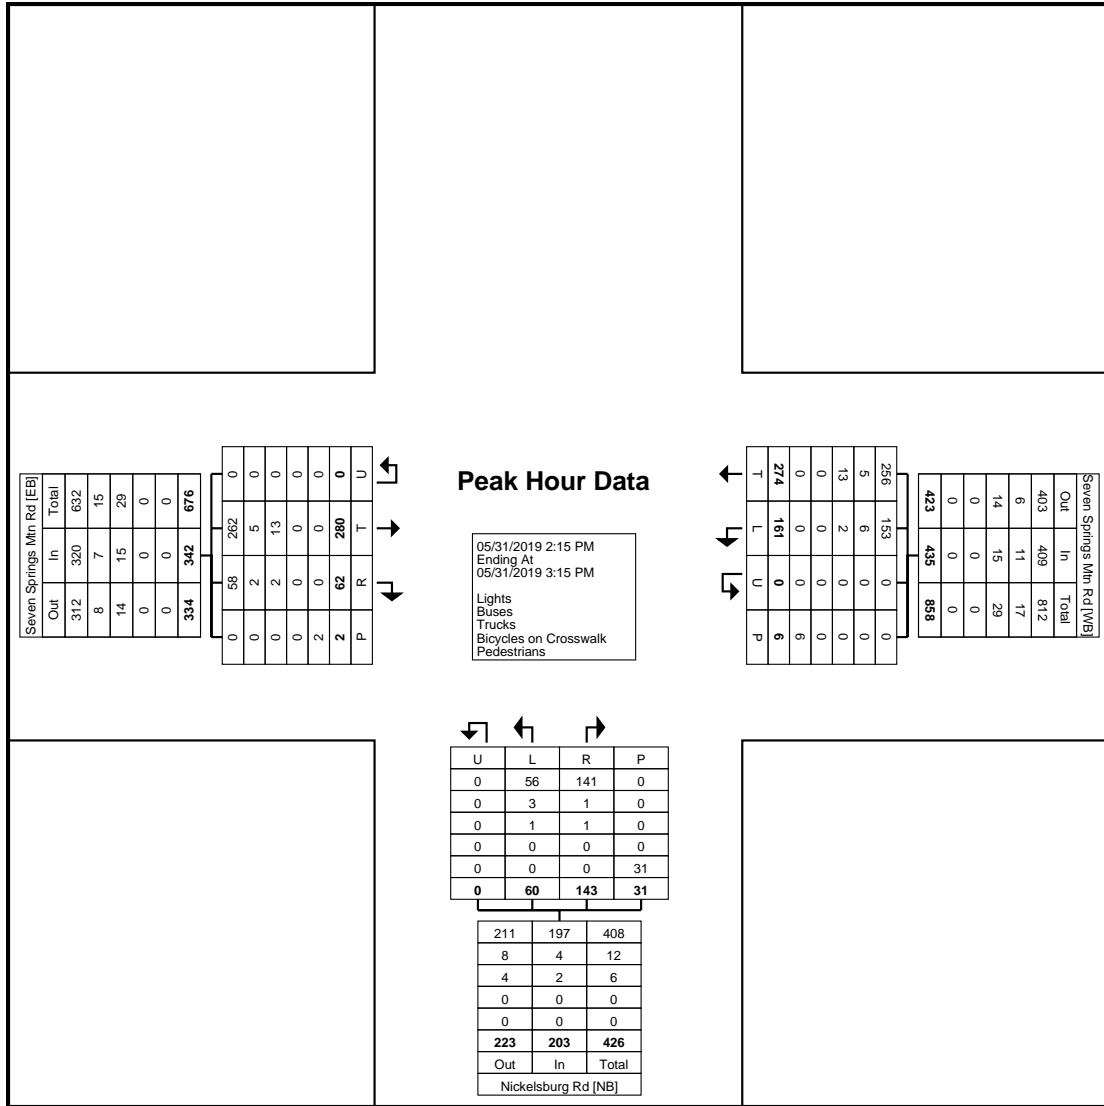 Peak Hour Data
05/31/2019 2:15 PM
Ending At
05/31/2019 3:15 PM
Lights
Buses
Trucks
Bicycles on Crosswalk
Pedestrians
Seven Springs Mtn Rd [EB]
Total 632 15 29 0 0 676
In 320 7 15 0 0 342
Out 312 8 14 0 0 334
0 0 0 0 0 0 U
262 5 13 0 0 280 T
58 2 2 0 0 62 R
0 0 0 0 2 2 P
Seven Springs Mtn Rd [WB]
Out 403 6 14 0 0 423
In 409 11 15 0 0 435
Total 812 17 29 0 0 858
256 5 13 0 0 274 T
153 6 2 0 0 161 L
0 0 0 0 0 0 U
0 0 0 0 6 6 P
U L R P
0 56 141 0
0 3 1 0
0 1 1 0
0 0 0 0
0 0 0 31
0 60 143 31
211 197 408
8 4 12
4 2 6
0 0 0
0 0 0
223 203 426
Out In Total
Nickelsburg Rd [NB]